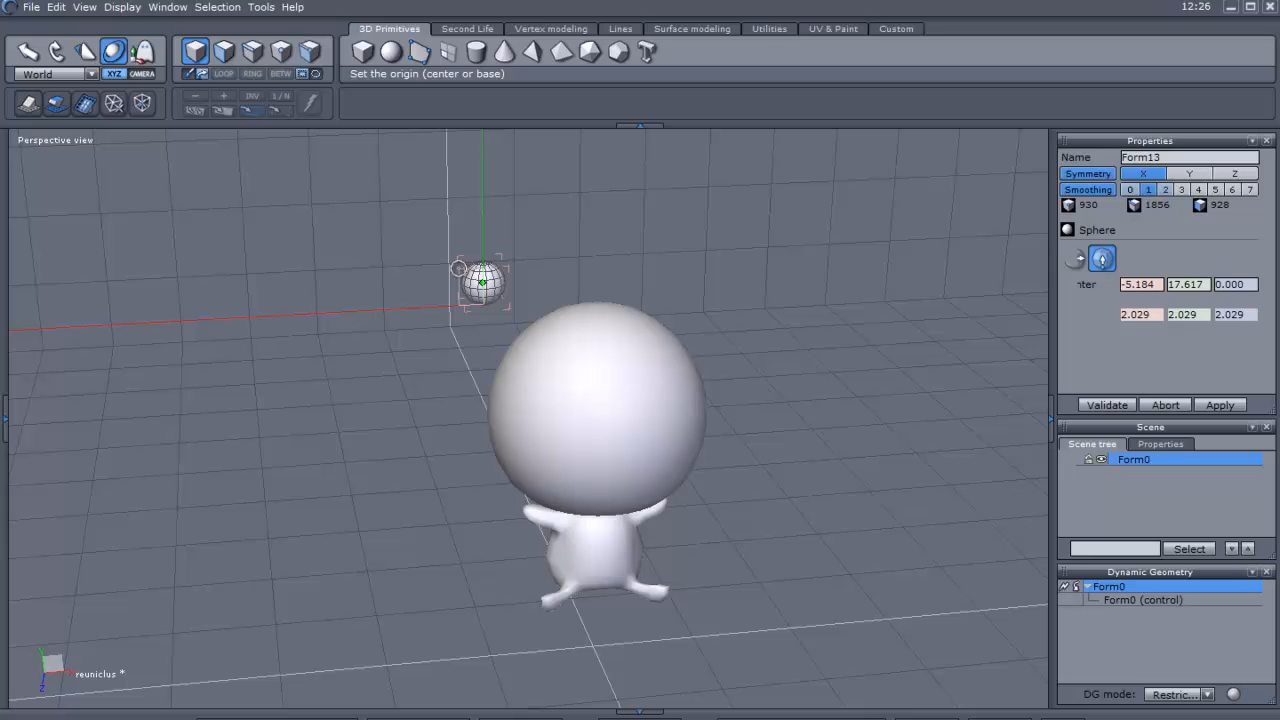 File Edit View Display Window Selection Tools Help 12:26
3D Primitives Second Life Vertex modeling Lines Surface modeling Utilities UV & Paint Custom
World XYZ CAMERA LOOP RING BETW
Set the origin (center or base)
- + INV 1/N
Perspective view
Properties
Name Form13
Symmetry X Y Z
Smoothing 0 1 2 3 4 5 6 7
930 1856 928
Sphere
nter -5.184 17.617 0.000
2.029 2.029 2.029
Validate Abort Apply
Scene
Scene tree Properties
Form0
Select
Dynamic Geometry
Form0
Form0 (control)
Y
Z
reuniclus *
DG mode: Restric...